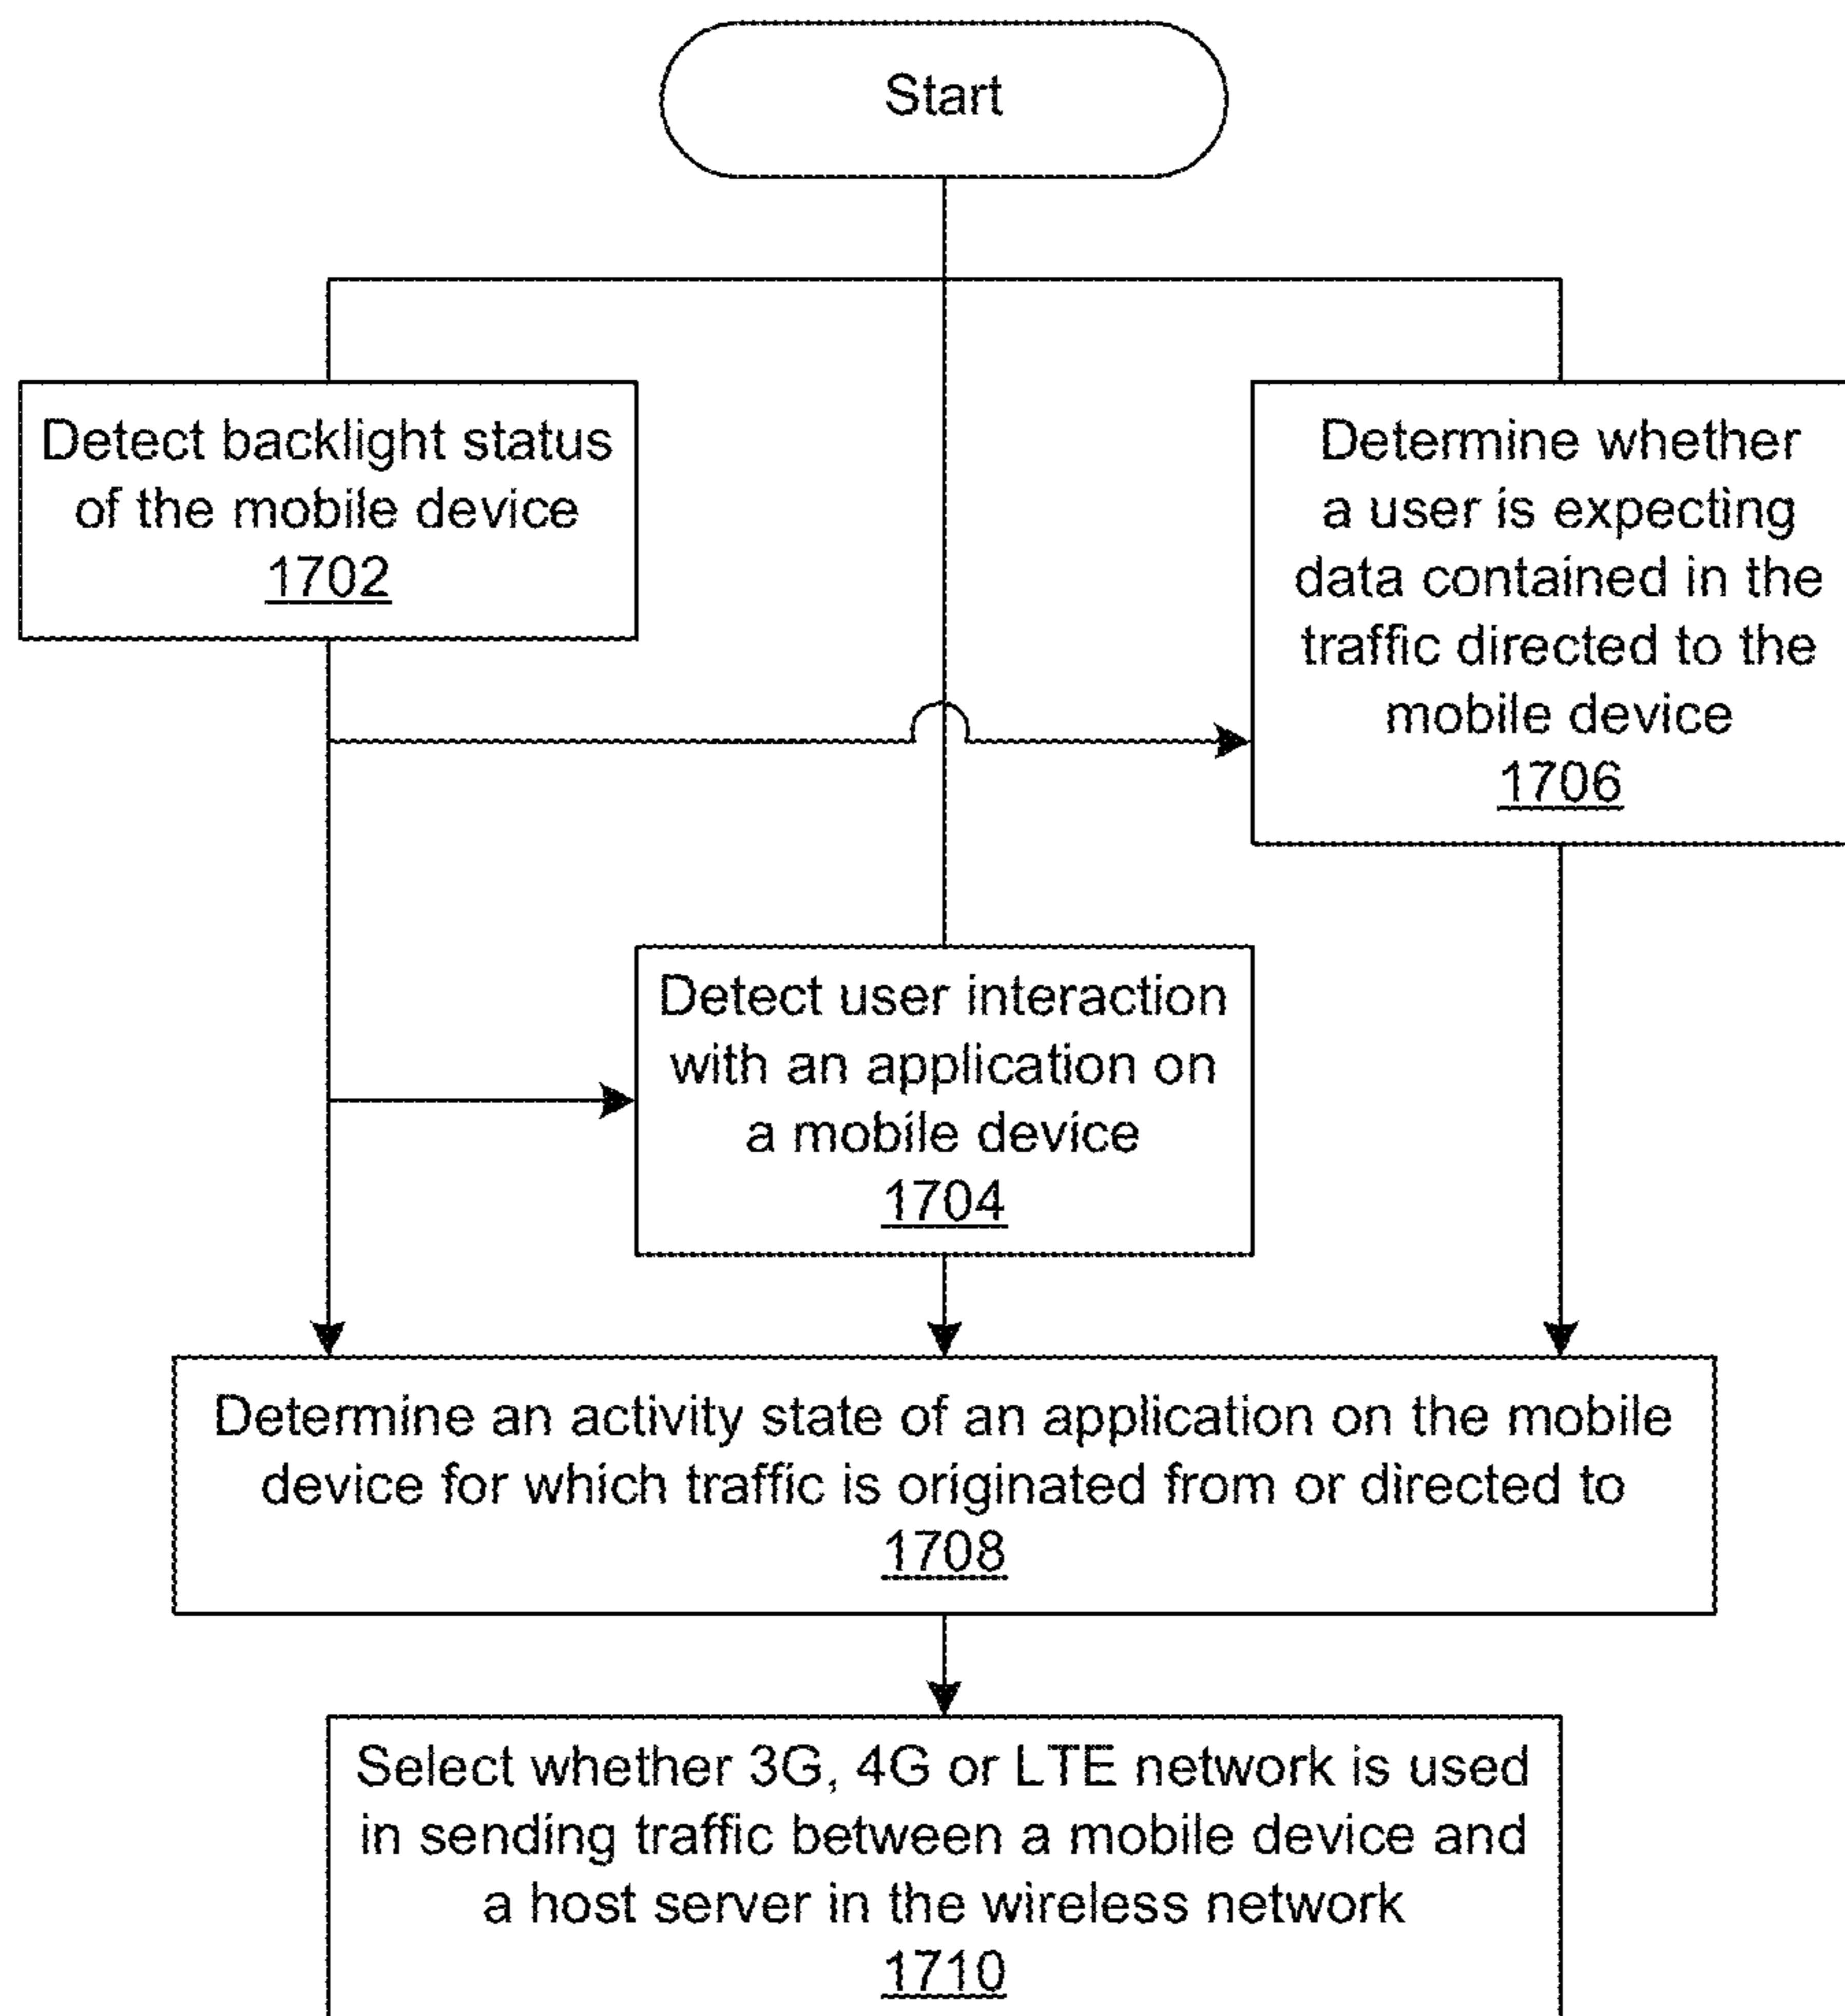 Start
Detect backlight status
of the mobile device
1702
Determine whether
a user is expecting
data contained in the
traffic directed to the
mobile device
1706
Detect user interaction
with an application on
a mobile device
1704
Determine an activity state of an application on the mobile
device for which traffic is originated from or directed to
1708
Select whether 3G, 4G or LTE network is used
in sending traffic between a mobile device and
a host server in the wireless network
1710